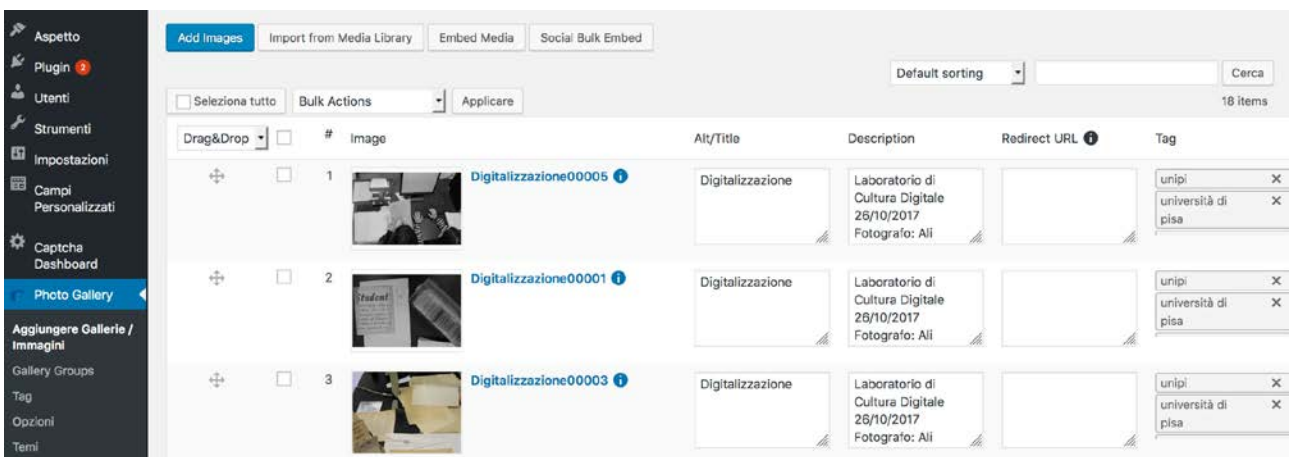 Aspetto
Plugin 2
Utenti
Strumenti
Impostazioni
Campi
Personalizzati
Captcha
Dashboard
Photo Gallery
Aggiungere Gallerie /
Immagini
Gallery Groups
Tag
Opzioni
Temi
Add Images Import from Media Library Embed Media Social Bulk Embed
Default sorting Cerca
Seleziona tutto Bulk Actions Applicare 18 items
Drag&Drop # Image Alt/Title Description Redirect URL Tag
1 Digitalizzazione00005 Digitalizzazione
Laboratorio di
Cultura Digitale
26/10/2017
Fotografo: Ali
unipi
università di
pisa
2 Student Digitalizzazione00001 Digitalizzazione
Laboratorio di
Cultura Digitale
26/10/2017
Fotografo: Ali
unipi
università di
pisa
3 Digitalizzazione00003 Digitalizzazione
Laboratorio di
Cultura Digitale
26/10/2017
Fotografo: Ali
unipi
università di
pisa